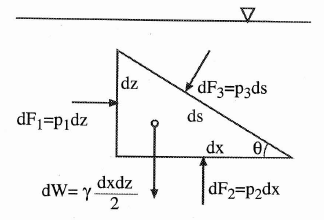 dz
dF₃=p₃ds
ds
dF₁=p₁dz
dx
θ
dW= γ dxdz/2
dF₂=p₂dx